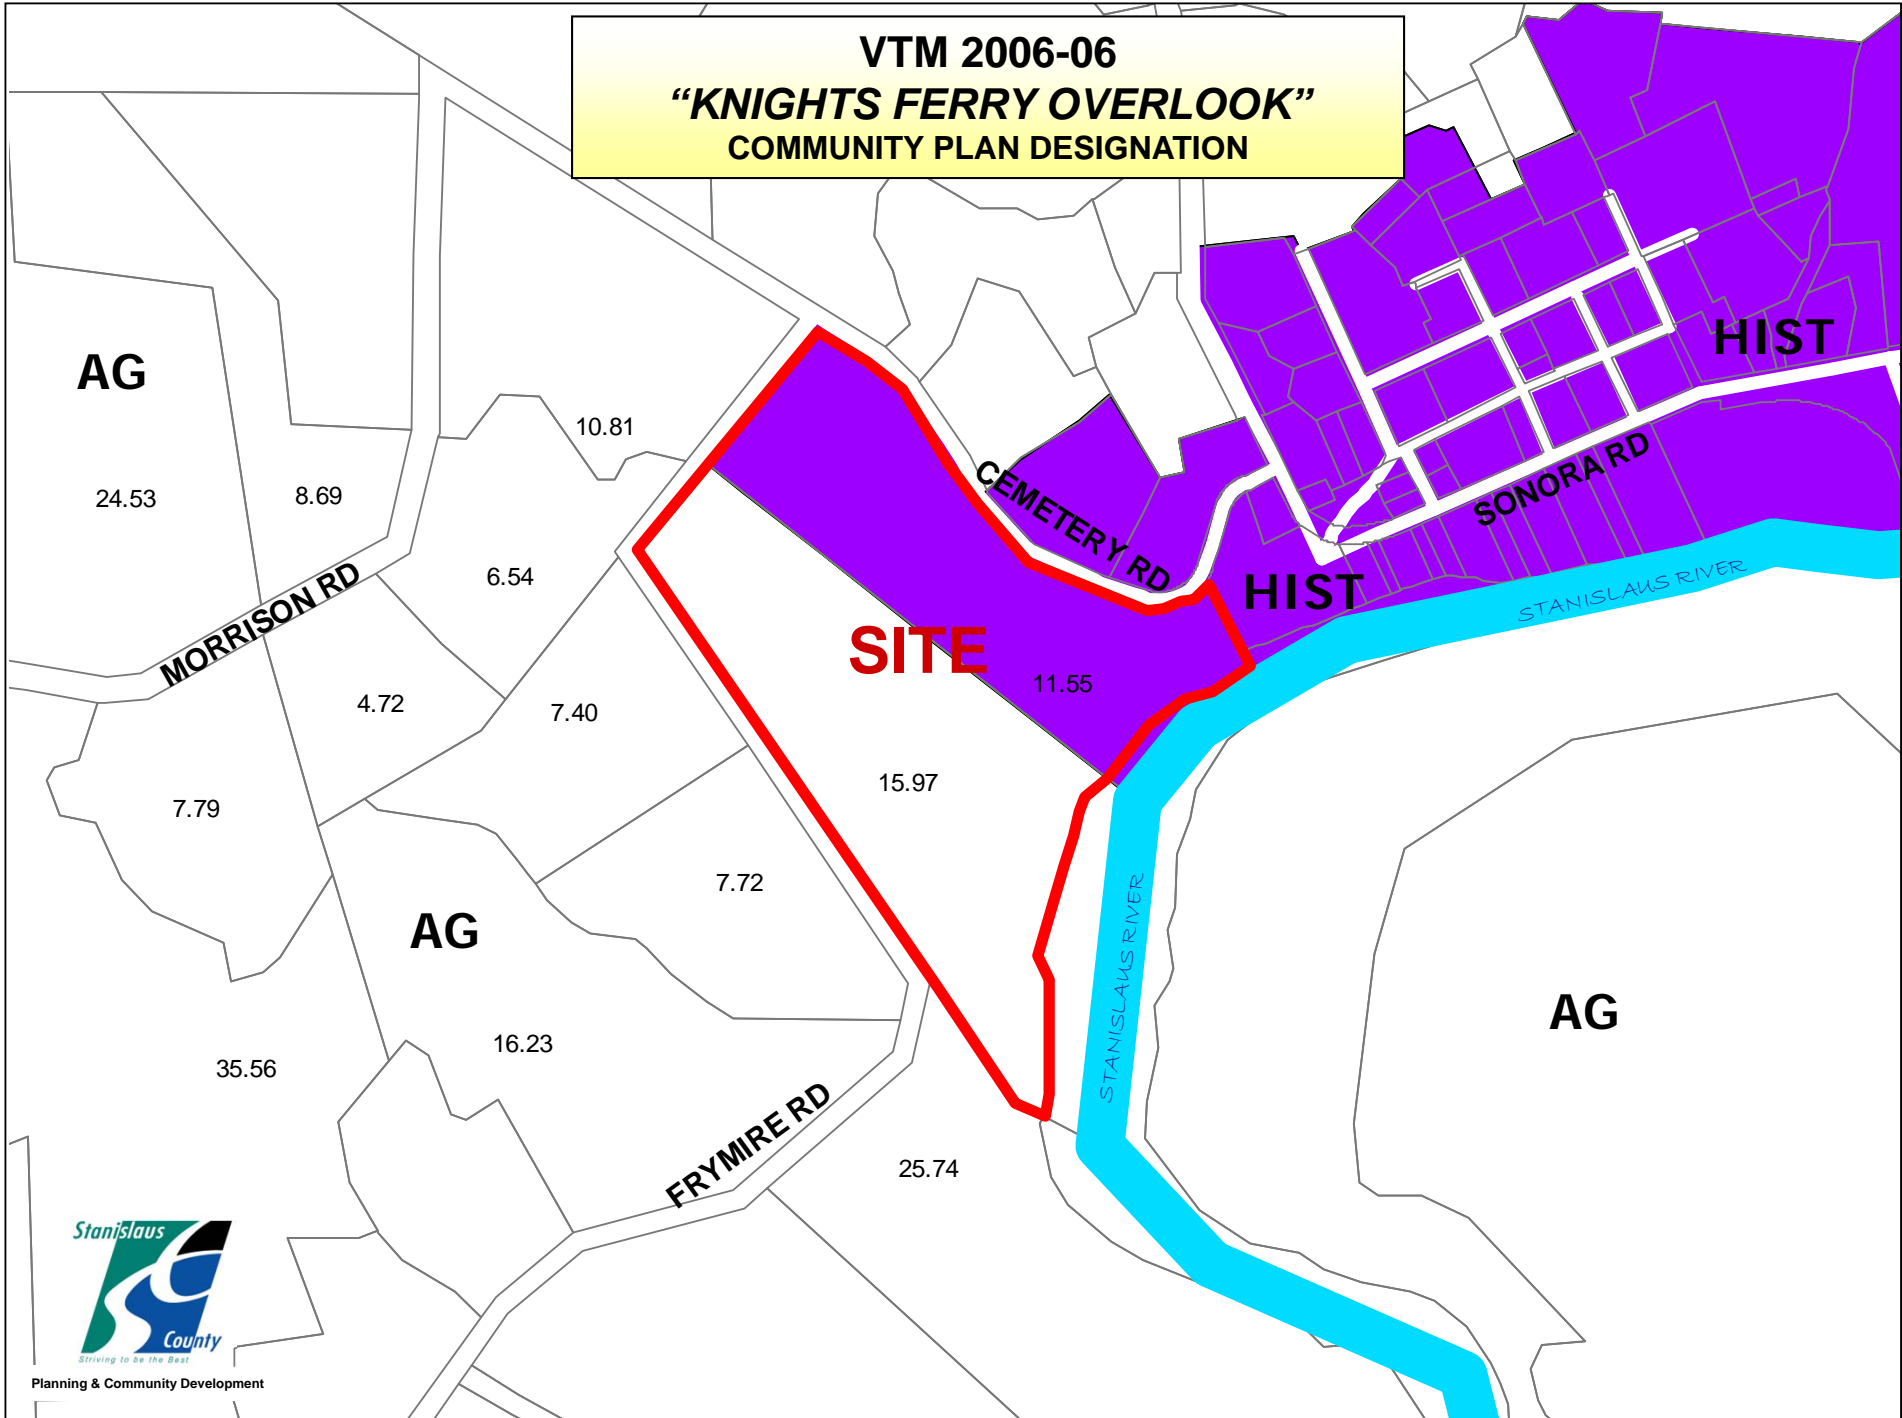 VTM 2006-06
“KNIGHTS FERRY OVERLOOK”
COMMUNITY PLAN DESIGNATION
HIST
AG
10.81
24.53
8.69
CEMETERY RD
SONORA RD
6.54
HIST
STANISLAUS RIVER
MORRISON RD
SITE
11.55
4.72
7.40
15.97
7.79
7.72
AG
STANISLAUS RIVER
AG
16.23
35.56
FRYMIRE RD
25.74
Stanislaus
County
Striving to be the Best
Planning & Community Development